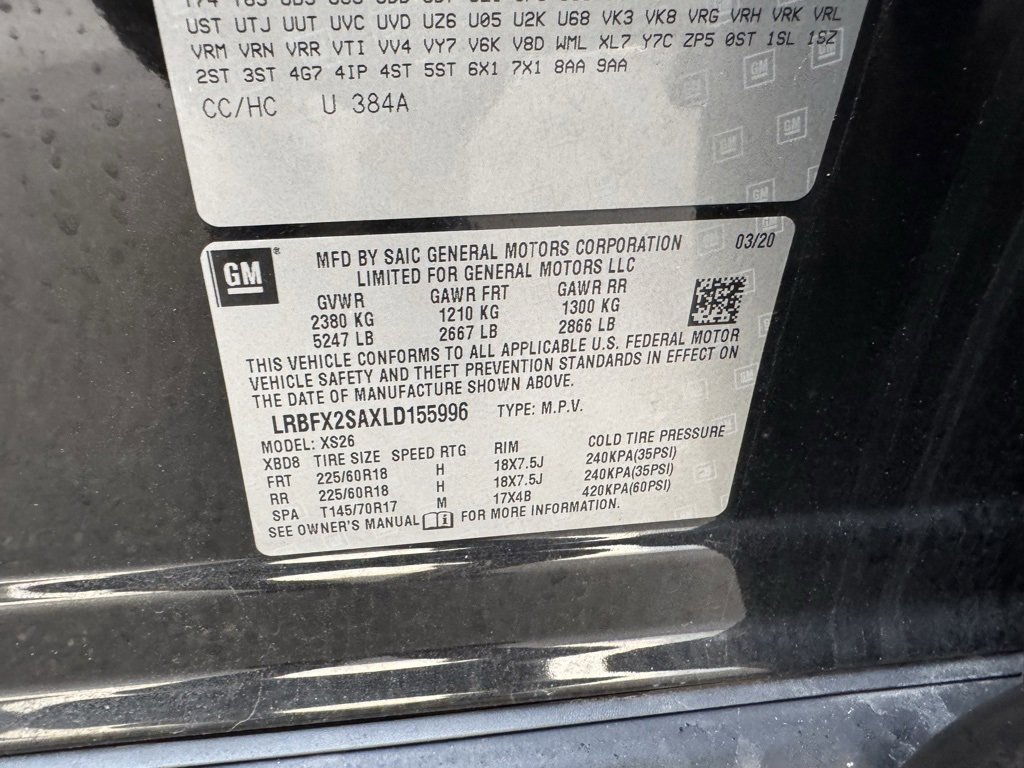 UST UTJ UUT UVC UVD UZ6 U05 U2K U68 VK3 VK8 VRG VRH VRK VRL
VRM VRN VRR VTI VV4 VY7 V6K V8D WML XL7 Y7C ZP5 0ST 1SL 1SZ
2ST 3ST 4G7 4IP 4ST 5ST 6X1 7X1 8AA 9AA
CC/HC U 384A
GM ® MFD BY SAIC GENERAL MOTORS CORPORATION 03/20
LIMITED FOR GENERAL MOTORS LLC
GVWR GAWR FRT GAWR RR
2380 KG 1210 KG 1300 KG
5247 LB 2667 LB 2866 LB
THIS VEHICLE CONFORMS TO ALL APPLICABLE U.S. FEDERAL MOTOR
VEHICLE SAFETY AND THEFT PREVENTION STANDARDS IN EFFECT ON
THE DATE OF MANUFACTURE SHOWN ABOVE.
LRBFX2SAXLD155996 TYPE: M.P.V.
MODEL: XS26
XBD8 TIRE SIZE SPEED RTG RIM COLD TIRE PRESSURE
FRT 225/60R18 H 18X7.5J 240KPA(35PSI)
RR 225/60R18 H 18X7.5J 240KPA(35PSI)
SPA T145/70R17 M 17X4B 420KPA(60PSI)
SEE OWNER'S MANUAL FOR MORE INFORMATION.